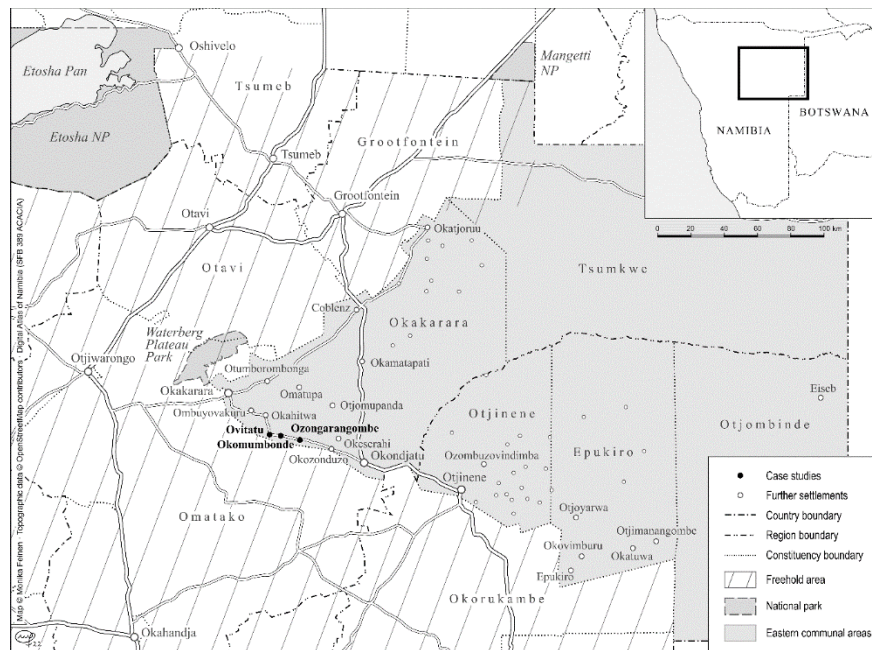 Oshivelo
Etosha Pan
Mangetti
NP
Tsumeb
Etosha NP
Grootfontein
Tsumeb
NAMIBIA
BOTSWANA
Grootfontein
Otavi
Okatjoruu
0 20 40 60 80 100 km
Otavi
Tsumkwe
Coblenz
Okakarara
Waterberg
Plateau
Park
Otjiwarongo
Otumborombonga
Okamatapati
Okakarara
Omatupa
Eiseb
Ombuyovakuru
Okahitwa
Otjomupanda
Otjinene
Otjombinde
Ovitatu
Ozongarangombe
Okomumbonde
Okeserahi
Epukiro
Okozonduzo
Okondjatu
Ozombuzovindimba
Otjinene
Omatako
Otjoyarwa
Otjimanangombe
Okovimburu
Okatuwa
Epukiro
Okorukambe
Okahandja
Case studies
Further settlements
Country boundary
Region boundary
Constituency boundary
Freehold area
National park
Eastern communal areas
Map © Monika Feinen · Topographic data © OpenStreetMap contributors · Digital Atlas of Namibia (SFB 389 ACACIA)